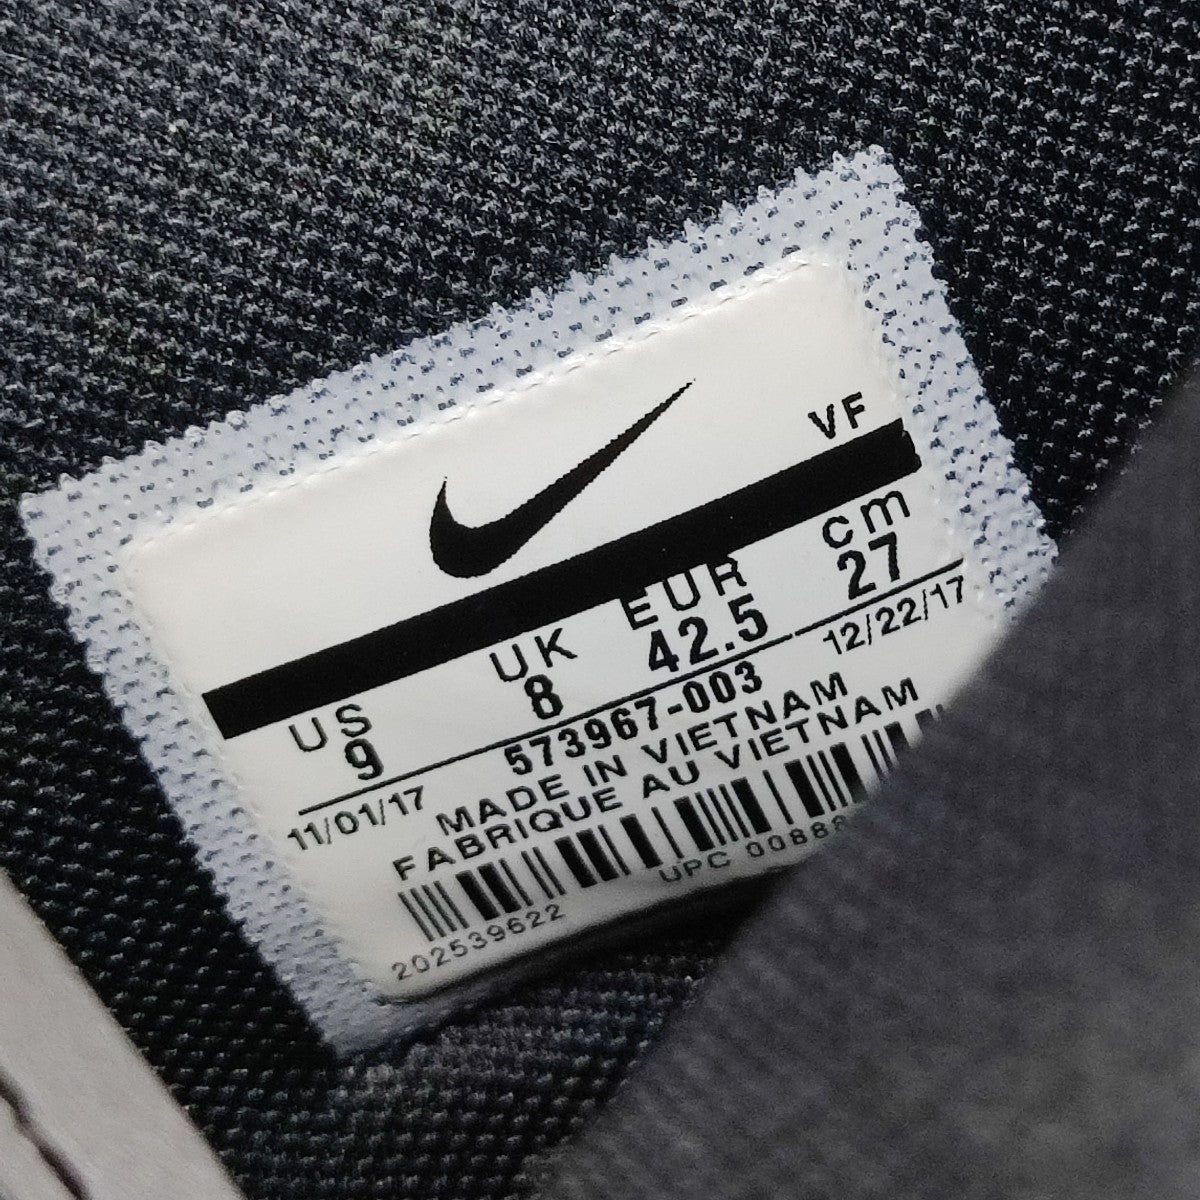 VF
US UK EUR cm
9 8 42.5 27
11/01/17 573967-003 12/22/17
MADE IN VIETNAM
FABRIQUE AU VIETNAM
202539622 UPC 00888